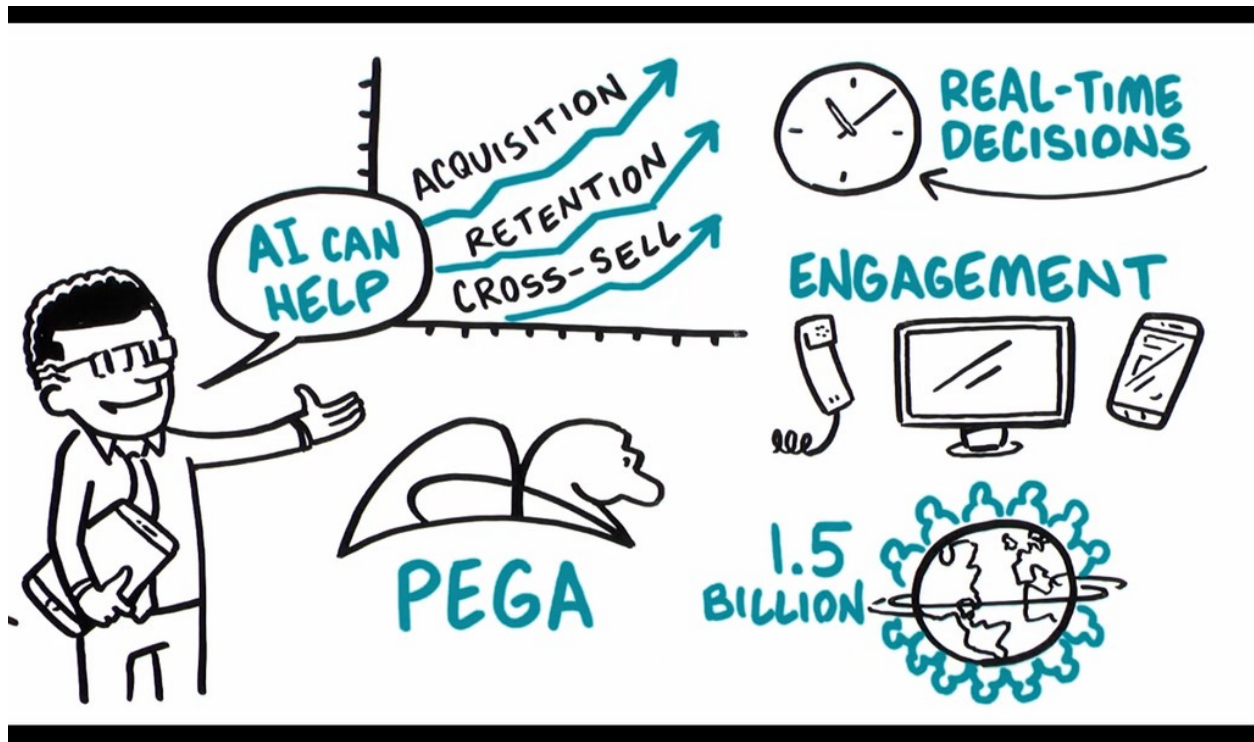 AI CAN
HELP
ACQUISITION
RETENTION
CROSS-SELL
REAL-TIME
DECISIONS
ENGAGEMENT
PEGA
1.5
BILLION